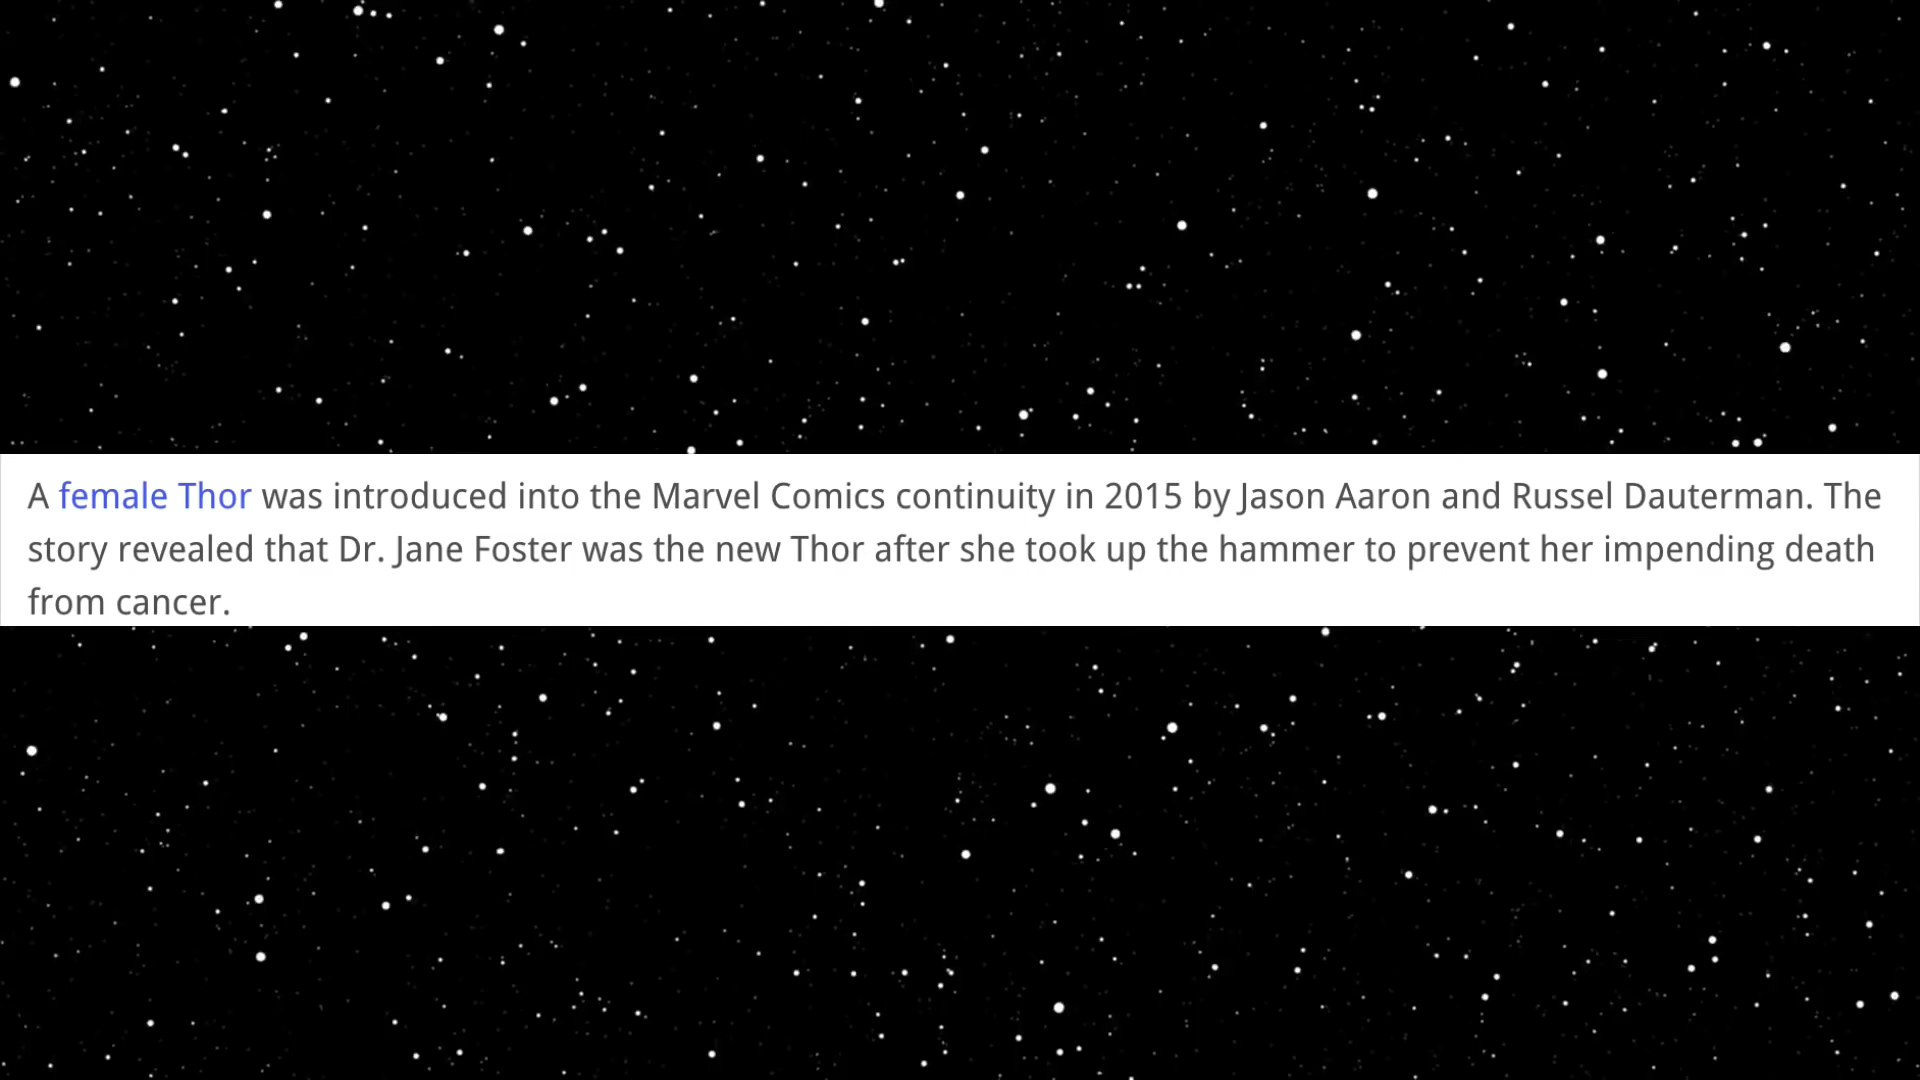 A female Thor was introduced into the Marvel Comics continuity in 2015 by Jason Aaron and Russel Dauterman. The
story revealed that Dr. Jane Foster was the new Thor after she took up the hammer to prevent her impending death
from cancer.